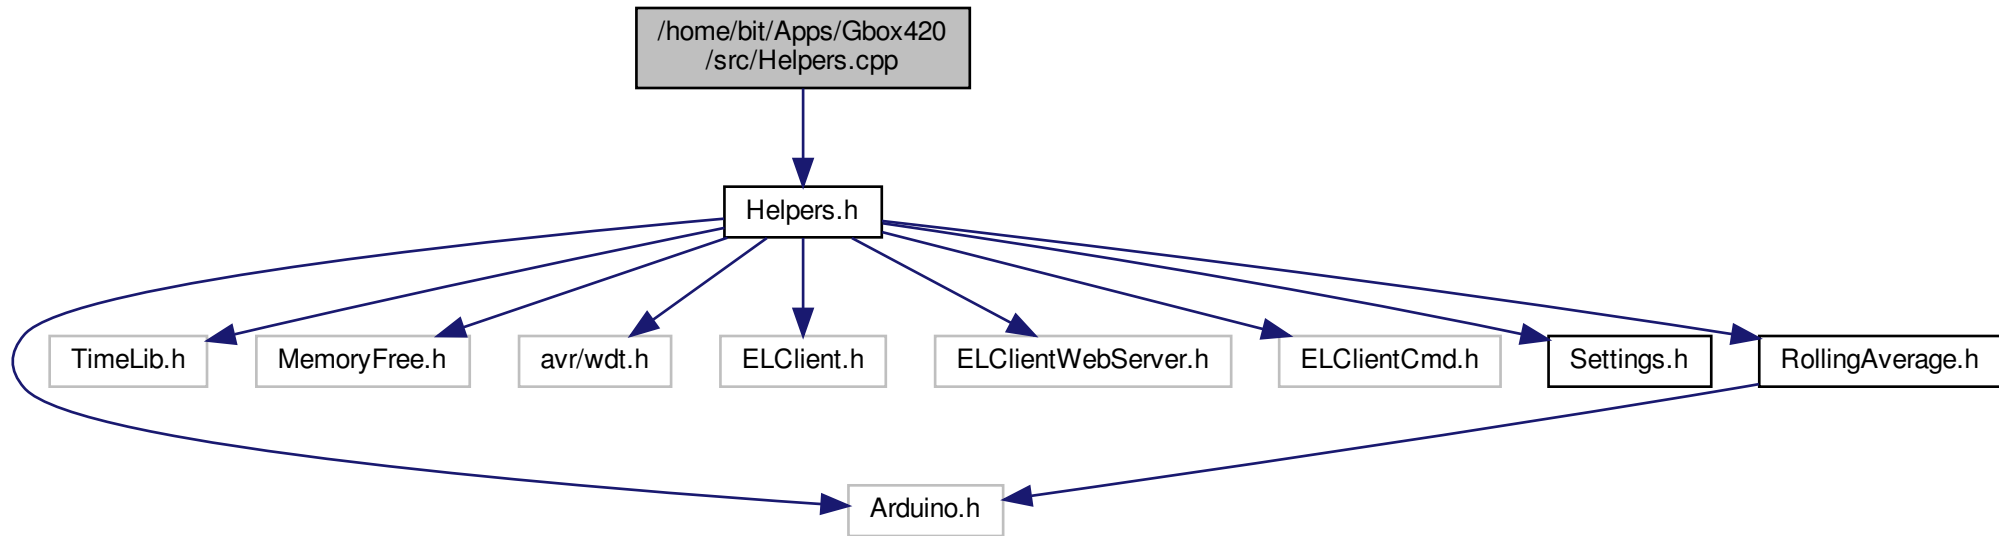 /home/bit/Apps/Gbox420
/src/Helpers.cpp
Helpers.h
TimeLib.h
MemoryFree.h
avr/wdt.h
ELClient.h
ELClientWebServer.h
ELClientCmd.h
Settings.h
RollingAverage.h
Arduino.h